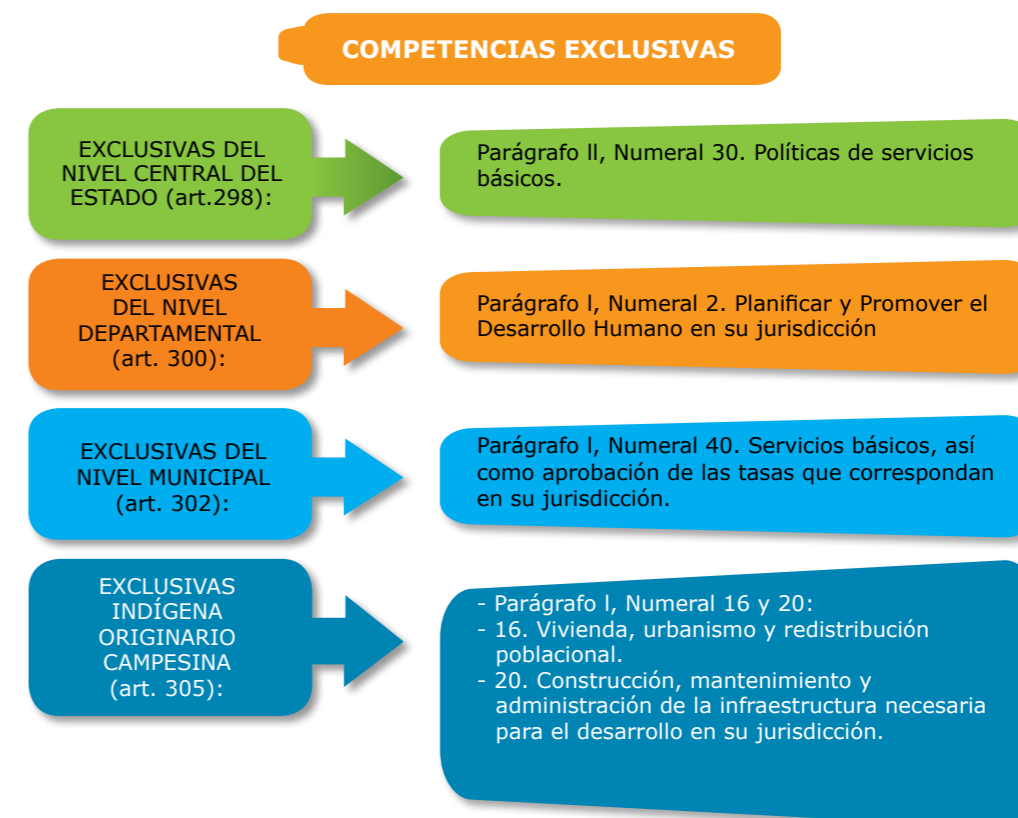 COMPETENCIAS EXCLUSIVAS
EXCLUSIVAS DEL
NIVEL CENTRAL DEL
ESTADO (art.298):
Parágrafo ll, Numeral 30. Políticas de servicios
básicos.
EXCLUSIVAS
DEL NIVEL
DEPARTAMENTAL
(art. 300):
Parágrafo l, Numeral 2. Planificar y Promover el
Desarrollo Humano en su jurisdicción
EXCLUSIVAS DEL
NIVEL MUNICIPAL
(art. 302):
Parágrafo l, Numeral 40. Servicios básicos, así
como aprobación de las tasas que correspondan
en su jurisdicción.
EXCLUSIVAS
INDÍGENA
ORIGINARIO
CAMPESINA
(art. 305):
- Parágrafo l, Numeral 16 y 20:
- 16. Vivienda, urbanismo y redistribución
poblacional.
- 20. Construcción, mantenimiento y
administración de la infraestructura necesaria
para el desarrollo en su jurisdicción.